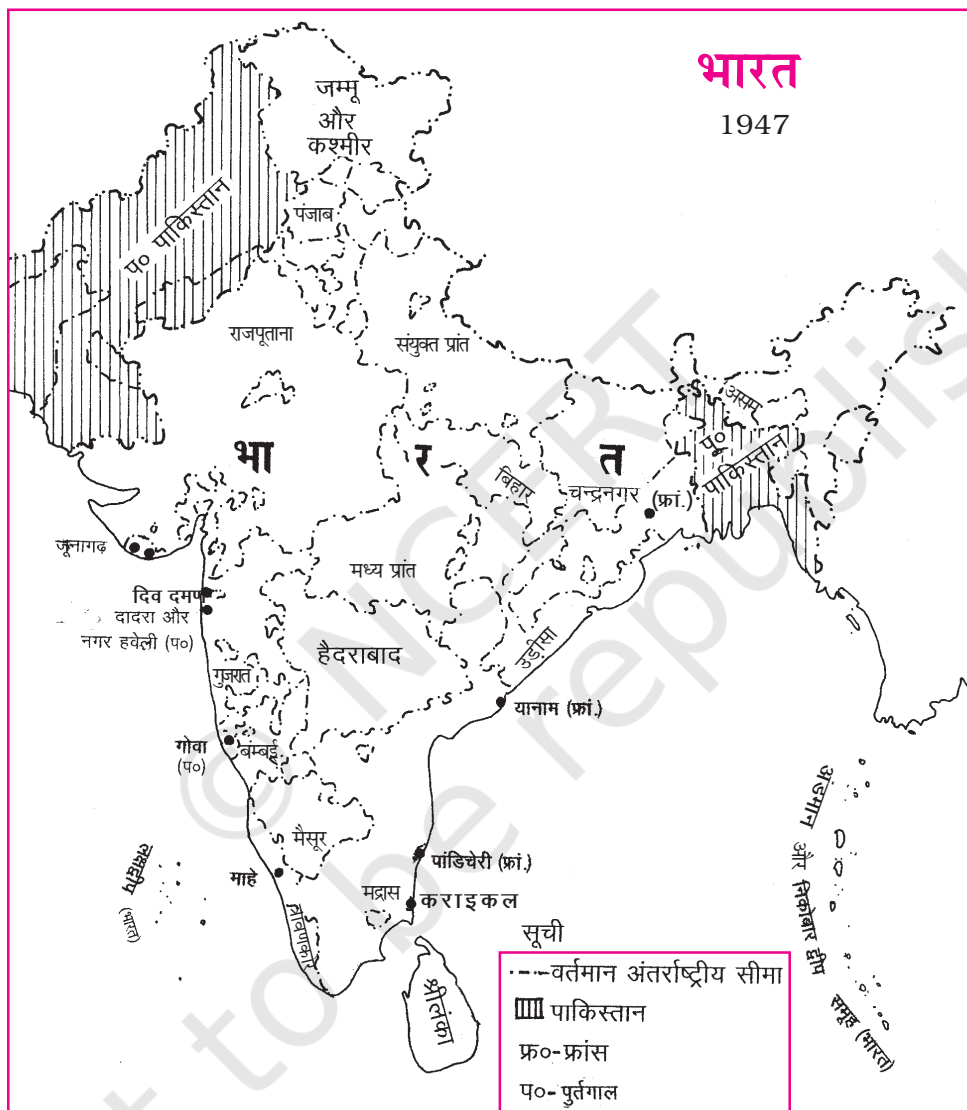 भारत
1947
जम्मू
और
कश्मीर
पंजाब
प० पाकिस्तान
राजपूताना
संयुक्त प्रांत
असम
पू०
पाकिस्तान
भा र त
बिहार
चन्द्रनगर (फ्रां.)
जूनागढ़
मध्य प्रांत
दिव दमण
दादरा और
नगर हवेली (प०)
हैदराबाद
उड़ीसा
गुजरात
यानाम (फ्रां.)
गोवा
(प०)
बम्बई
मैसूर
माहे
पांडिचेरी (फ्रां.)
मद्रास
कराइकल
त्रावणकोर
लक्षद्वीप (भारत)
अंडमान और निकोबार द्वीप समूह (भारत)
श्रीलंका
सूची
वर्तमान अंतर्राष्ट्रीय सीमा
पाकिस्तान
फ्र०-फ्रांस
प०- पुर्तगाल
© NCERT
not to be republish